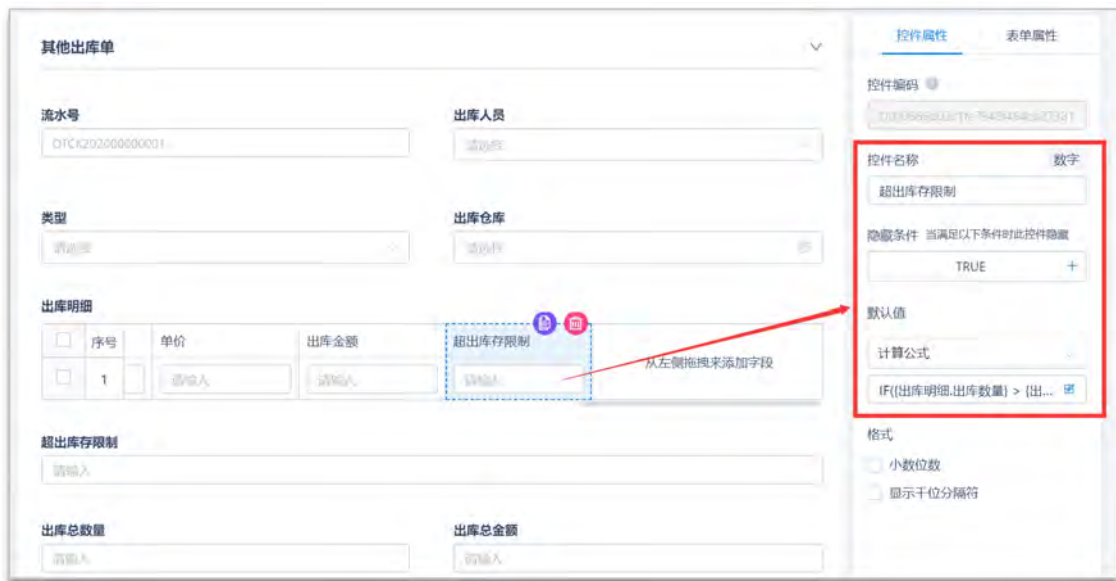 其他出库单
流水号
出库人员
OTCK202000000001
请选择
类型
出库仓库
请选择
请选择
出库明细
序号
单价
出库金额
超出库存限制
1
请输入
请输入
请输入
从左侧拖拽来添加字段
超出库存限制
请输入
出库总数量
出库总金额
请输入
请输入
控件属性
表单属性
控件编码
控件名称
数字
超出库存限制
隐藏条件 当满足以下条件时此控件隐藏
TRUE
默认值
计算公式
IF((出库明细.出库数量) > (出...
格式
小数位数
显示千位分隔符